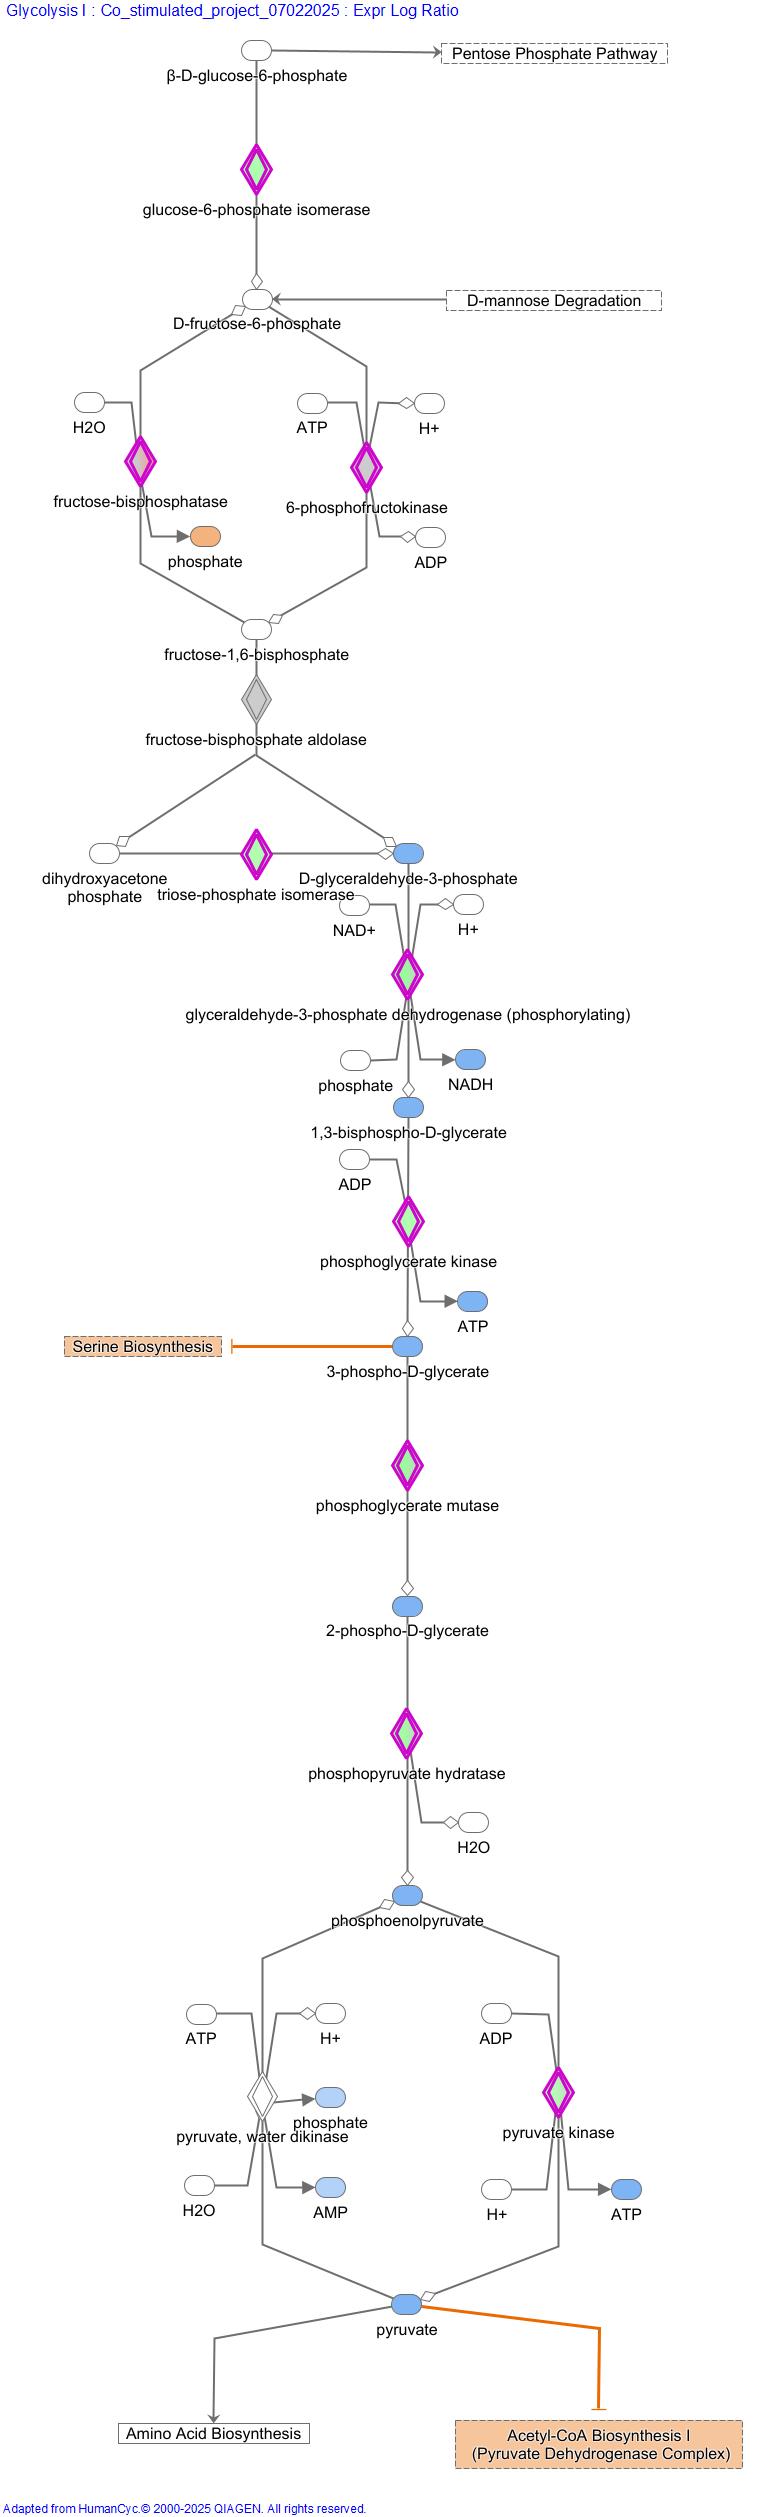 Glycolysis I : Co_stimulated_project_07022025 : Expr Log Ratio
Pentose Phosphate Pathway
β-D-glucose-6-phosphate
glucose-6-phosphate isomerase
D-mannose Degradation
D-fructose-6-phosphate
H2O
ATP
H+
fructose-bisphosphatase
6-phosphofructokinase
phosphate
ADP
fructose-1,6-bisphosphate
fructose-bisphosphate aldolase
dihydroxyacetone
phosphate
triose-phosphate isomerase
D-glyceraldehyde-3-phosphate
NAD+
H+
glyceraldehyde-3-phosphate dehydrogenase (phosphorylating)
phosphate
NADH
1,3-bisphospho-D-glycerate
ADP
phosphoglycerate kinase
ATP
Serine Biosynthesis
3-phospho-D-glycerate
phosphoglycerate mutase
2-phospho-D-glycerate
phosphopyruvate hydratase
H2O
phosphoenolpyruvate
ATP
H+
ADP
phosphate
pyruvate, water dikinase
pyruvate kinase
H2O
AMP
H+
ATP
pyruvate
Amino Acid Biosynthesis
Acetyl-CoA Biosynthesis I
(Pyruvate Dehydrogenase Complex)
Adapted from HumanCyc.© 2000-2025 QIAGEN. All rights reserved.